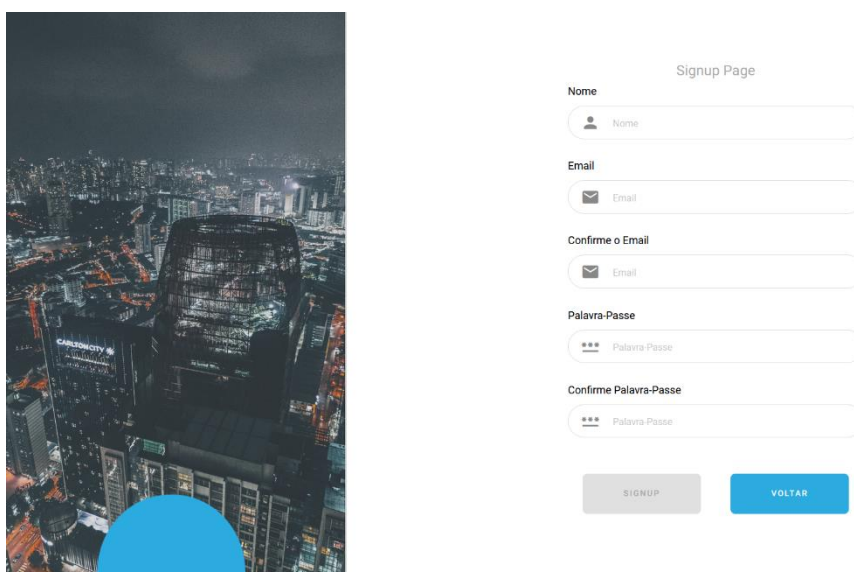 CARLTON CITY
Signup Page
Nome
Nome
Email
Email
Confirme o Email
Email
Palavra-Passe
Palavra-Passe
Confirme Palavra-Passe
Palavra-Passe
SIGNUP
VOLTAR